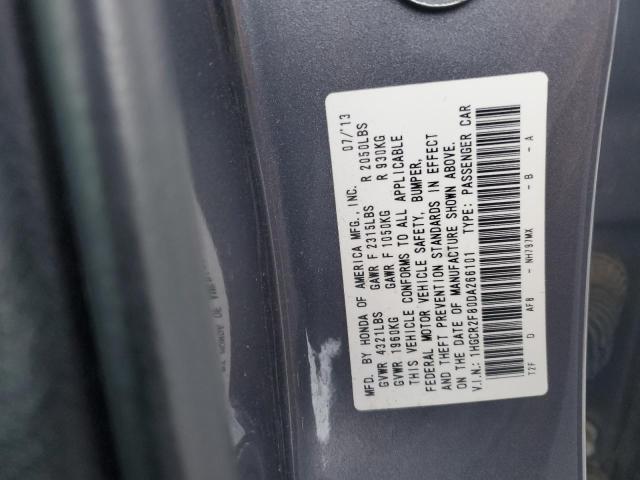 MFD. BY HONDA OF AMERICA MFG., INC. 07/'13
GVWR 4321LBS GAWR F 2315LBS R 2050LBS
GVWR 1960KG GAWR F 1050KG R 930KG
THIS VEHICLE CONFORMS TO ALL APPLICABLE
FEDERAL MOTOR VEHICLE SAFETY, BUMPER,
AND THEFT PREVENTION STANDARDS IN EFFECT
ON THE DATE OF MANUFACTURE SHOWN ABOVE.
V.I.N.: 1HGCR2F80DA266101 TYPE: PASSENGER CAR
T2F D AF8 - NH797MX - B - A